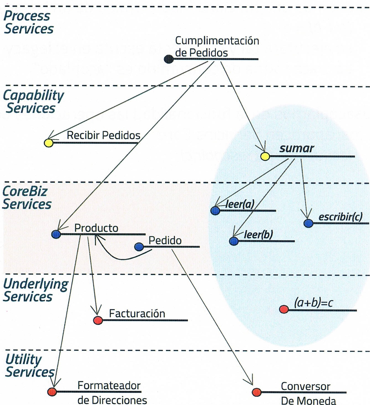 Process
Services
Cumplimentación
de Pedidos
Capability
Services
Recibir Pedidos
sumar
CoreBiz
Services
leer(a)
escribir(c)
Producto
Pedido
leer(b)
Underlying
Services
(a+b)=c
Facturación
Utility
Services
Formateador
de Direcciones
Conversor
De Moneda